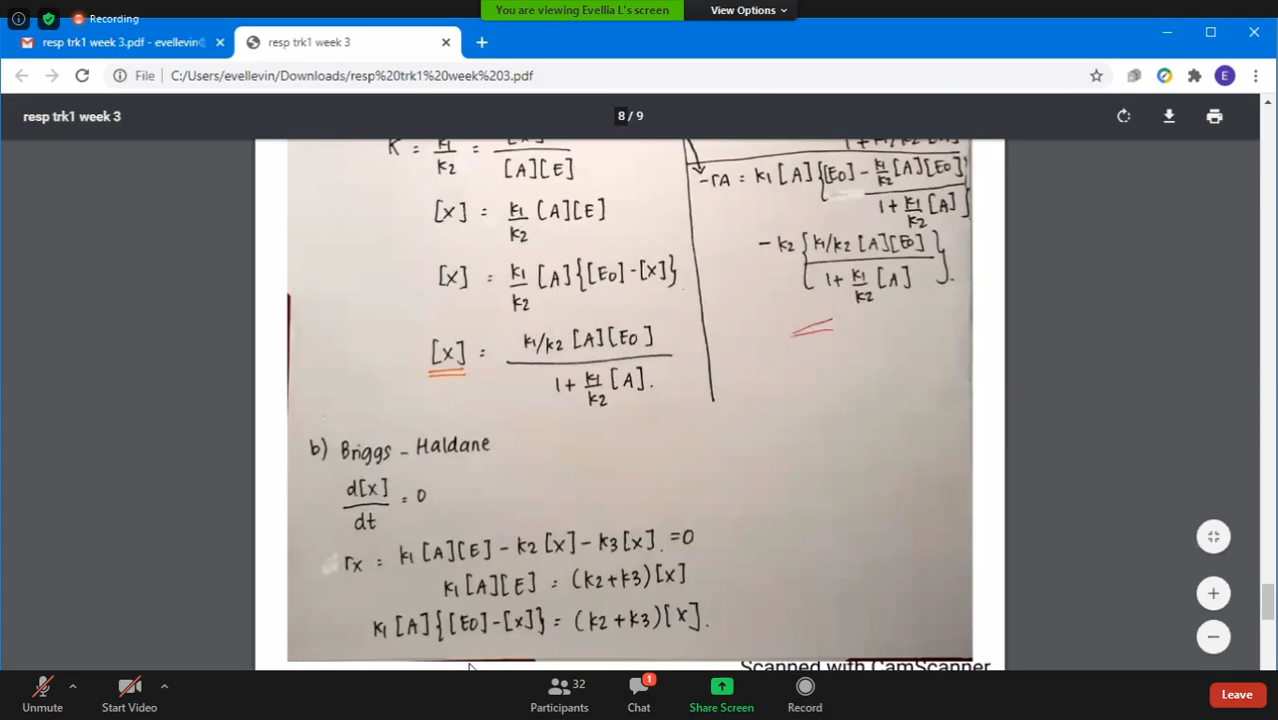 Recording
You are viewing Evellia L's screen
View Options
resp trk1 week 3.pdf - evellevin@
resp trk1 week 3
File C:/Users/evellevin/Downloads/resp%20trk1%20week%203.pdf
E
resp trk1 week 3
8 / 9
K = k1/k2 = [X]/[A][E]
[X] = k1/k2 [A][E]
[X] = k1/k2 [A]{[E0]-[X]}
[X] = k1/k2 [A][E0] / 1+ k1/k2 [A].
b) Briggs - Haldane
d[X]/dt = 0
rx = k1[A][E] - k2[X] - k3[X] = 0
k1[A][E] = (k2+k3)[X]
k1[A]{[E0]-[X]} = (k2+k3)[X].
1+k1/k2 [A]
-rA = k1[A]{[E0] - k1/k2[A][E0] / 1+ k1/k2 [A]}
- k2 {k1/k2 [A][E0] / 1+ k1/k2 [A]}.
Scanned with CamScanner
Unmute
Start Video
32
Participants
1
Chat
Share Screen
Record
Leave